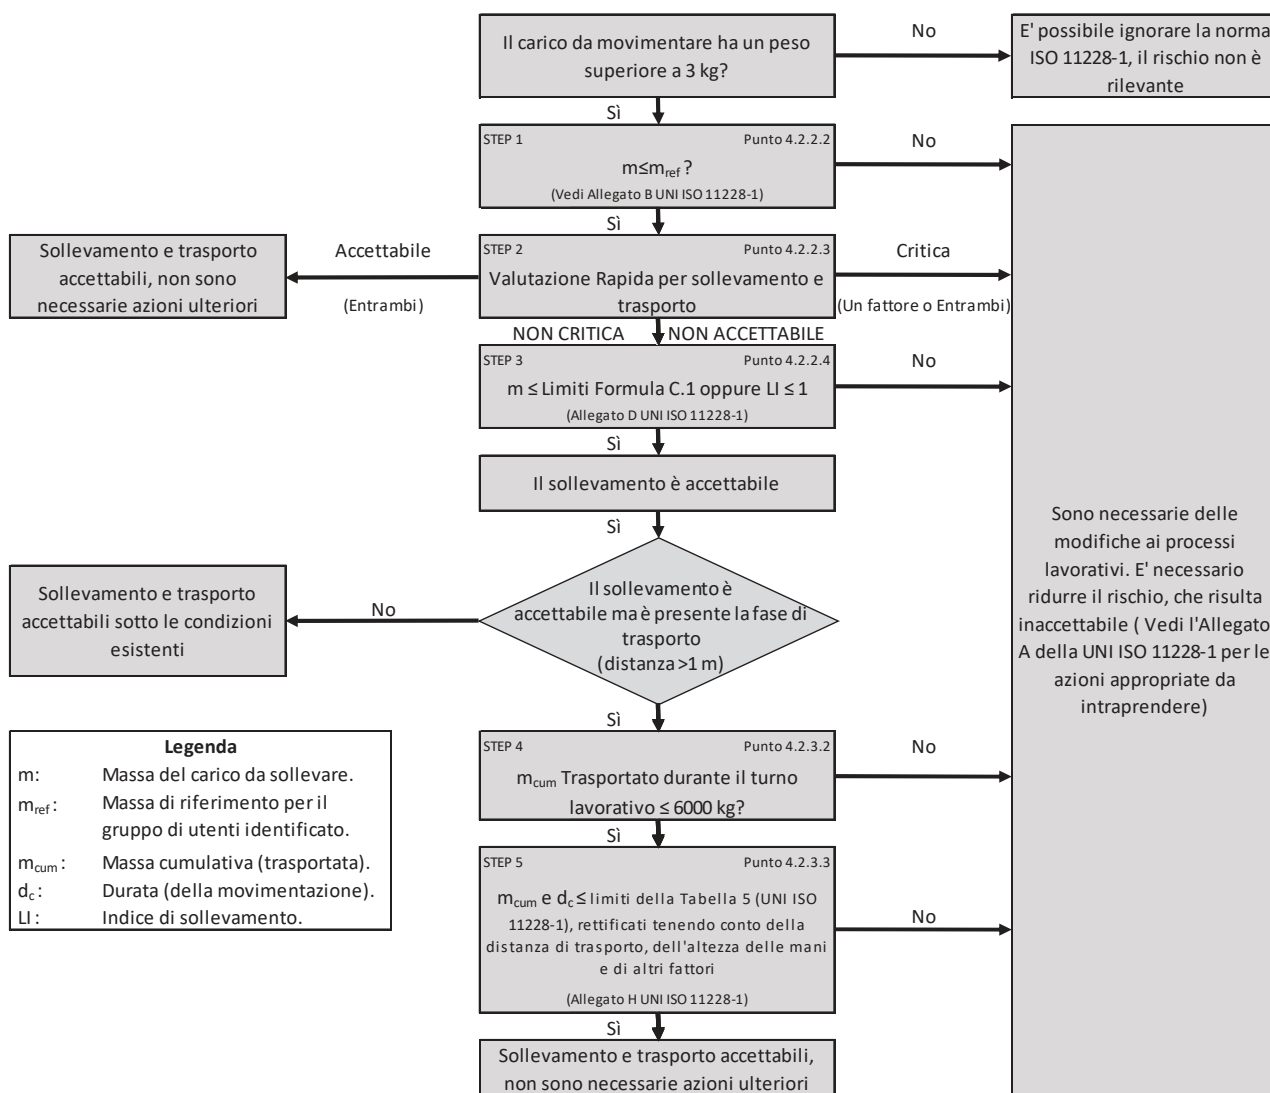 Il carico da movimentare ha un peso
superiore a 3 kg?
No
E' possibile ignorare la norma
ISO 11228-1, il rischio non è
rilevante
Sì
STEP 1 Punto 4.2.2.2
m≤mref ?
(Vedi Allegato B UNI ISO 11228-1)
No
Sì
Sollevamento e trasporto
accettabili, non sono
necessarie azioni ulteriori
Accettabile
(Entrambi)
STEP 2 Punto 4.2.2.3
Valutazione Rapida per sollevamento e
trasporto
Critica
(Un fattore o Entrambi)
NON CRITICA NON ACCETTABILE
STEP 3 Punto 4.2.2.4
m ≤ Limiti Formula C.1 oppure LI ≤ 1
(Allegato D UNI ISO 11228-1)
No
Sì
Il sollevamento è accettabile
Sì
Sollevamento e trasporto
accettabili sotto le condizioni
esistenti
No
Il sollevamento è
accettabile ma è presente la fase di
trasporto
(distanza >1 m)
Sono necessarie delle
modifiche ai processi
lavorativi. E' necessario
ridurre il rischio, che risulta
inaccettabile ( Vedi l'Allegato
A della UNI ISO 11228-1 per le
azioni appropriate da
intraprendere)
Sì
STEP 4 Punto 4.2.3.2
mcum Trasportato durante il turno
lavorativo ≤ 6000 kg?
No
Sì
STEP 5 Punto 4.2.3.3
mcum e dc ≤ limiti della Tabella 5 (UNI ISO
11228-1), rettificati tenendo conto della
distanza di trasporto, dell'altezza delle mani
e di altri fattori
(Allegato H UNI ISO 11228-1)
No
Sì
Sollevamento e trasporto accettabili,
non sono necessarie azioni ulteriori
Legenda
m: Massa del carico da sollevare.
mref : Massa di riferimento per il
gruppo di utenti identificato.
mcum : Massa cumulativa (trasportata).
dc : Durata (della movimentazione).
LI : Indice di sollevamento.